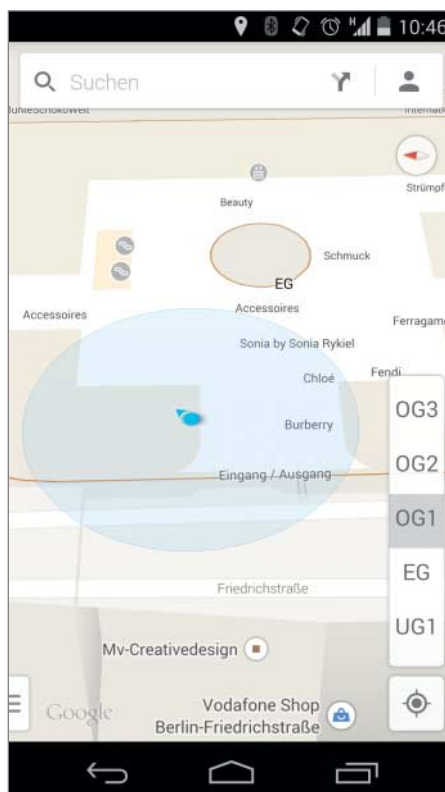 10:46
Suchen
Strümpf
Beauty
Schmuck
EG
Accessoires
Accessoires
Ferragam
Sonia by Sonia Rykiel
Chloé
Fendi
OG3
Burberry
OG2
Eingang / Ausgang
OG1
EG
Friedrichstraße
UG1
Mv-Creativedesign
Google
Vodafone Shop
Berlin-Friedrichstraße